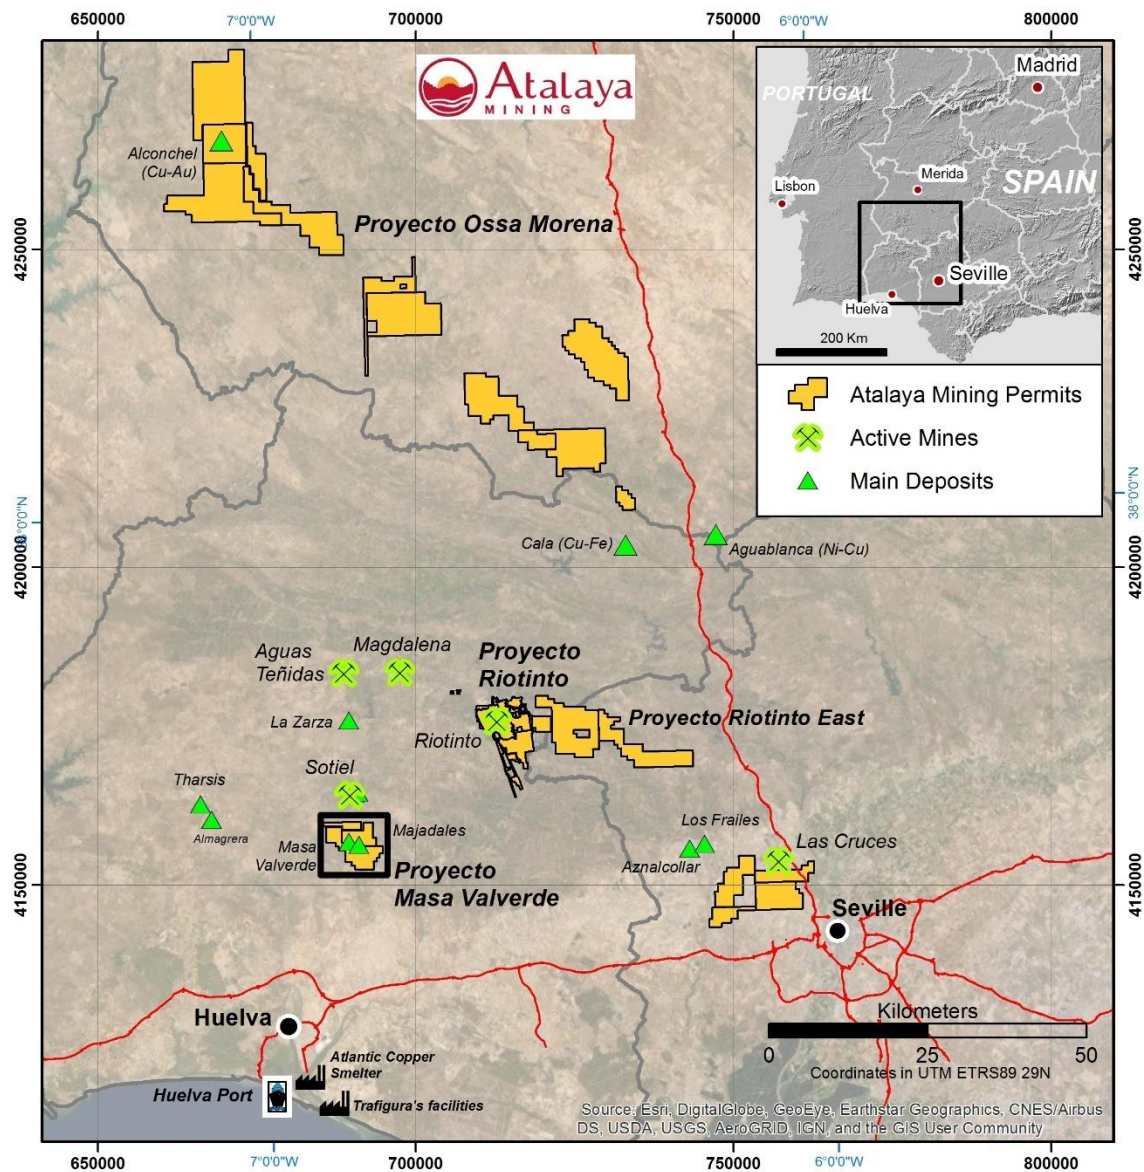 650000
700000
750000
800000
7°0'0"W
6°0'0"W
Atalaya
MINING
PORTUGAL
Madrid
Lisbon
Merida
SPAIN
Seville
Huelva
200 Km
Atalaya Mining Permits
Active Mines
Main Deposits
Alconchel
(Cu-Au)
Proyecto Ossa Morena
4250000
4250000
38°0'0"N
Cala (Cu-Fe)
Aguablanca (Ni-Cu)
4200000
4200000
Aguas
Teñidas
Magdalena
Proyecto
Riotinto
La Zarza
Riotinto
Proyecto Riotinto East
Sotiel
Tharsis
Almagrera
Masa
Valverde
Majadales
Proyecto
Masa Valverde
Los Frailes
Aznalcollar
Las Cruces
4150000
4150000
Seville
Huelva
Atlantic Copper
Smelter
Huelva Port
Trafigura's facilities
Kilometers
0
25
50
Coordinates in UTM ETRS89 29N
Source: Esri, DigitalGlobe, GeoEye, Earthstar Geographics, CNES/Airbus
DS, USDA, USGS, AeroGRID, IGN, and the GIS User Community
650000
700000
750000
800000
7°0'0"W
6°0'0"W